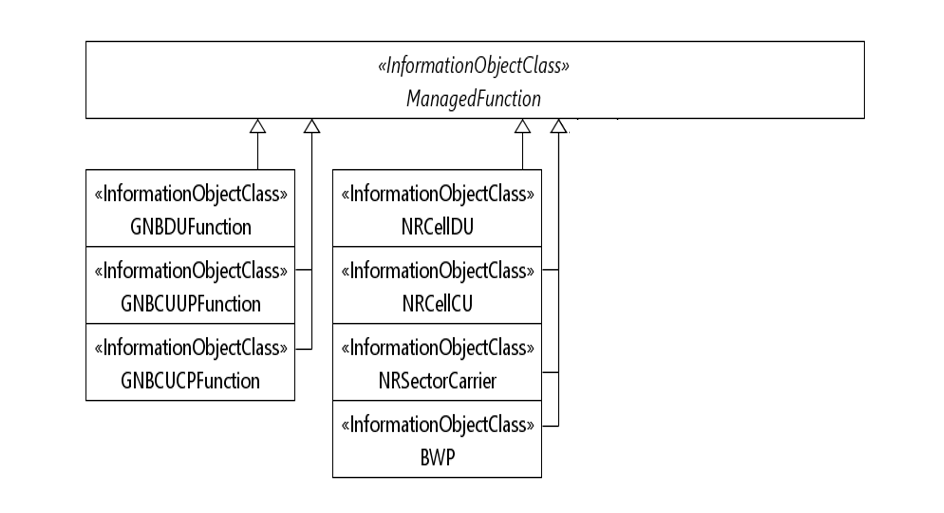 «InformationObjectClass»
ManagedFunction
«InformationObjectClass»
GNBDUFunction
«InformationObjectClass»
GNBCUUPFunction
«InformationObjectClass»
GNBCUCPFunction
«InformationObjectClass»
NRCellDU
«InformationObjectClass»
NRCellCU
«InformationObjectClass»
NRSectorCarrier
«InformationObjectClass»
BWP